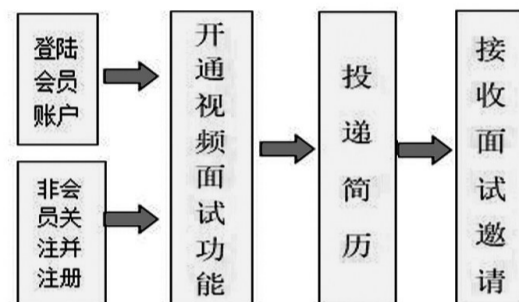 登陆
会员
账户
非会
员关
注并
注册
开通视频面试功能
投递简历
接收面试邀请